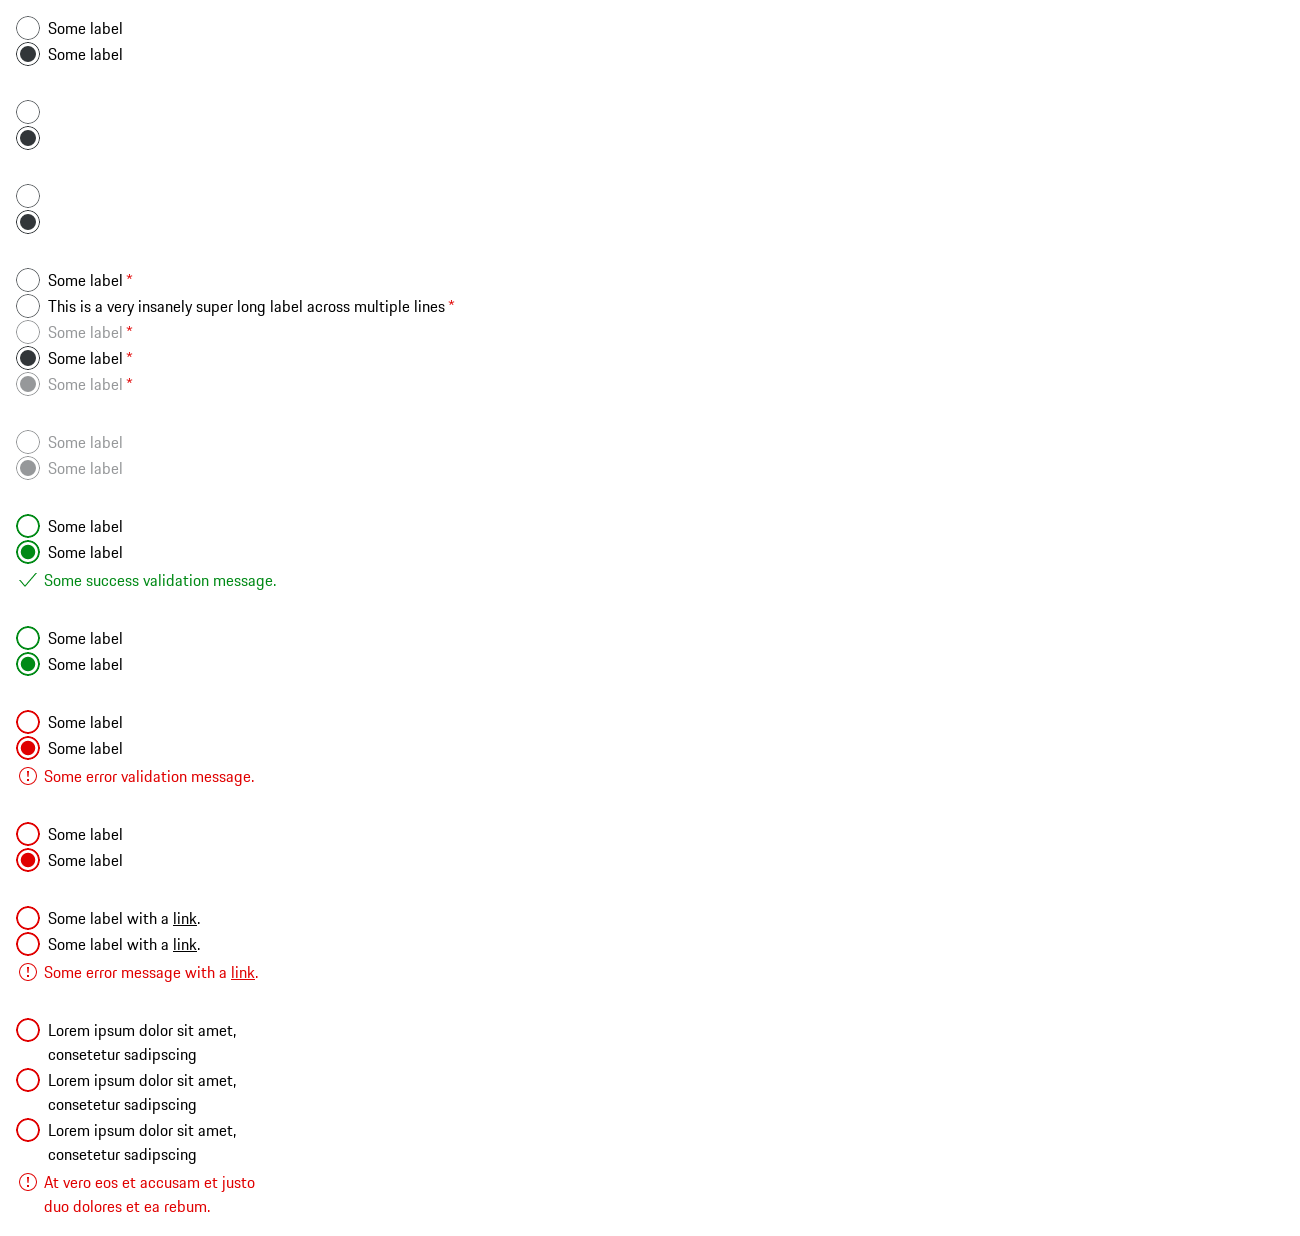 Some label
Some label
Some label *
This is a very insanely super long label across multiple lines *
Some label *
Some label *
Some label *
Some label
Some label
Some label
Some label
Some success validation message.
Some label
Some label
Some label
Some label
Some error validation message.
Some label
Some label
Some label with a link.
Some label with a link.
Some error message with a link.
Lorem ipsum dolor sit amet,
consetetur sadipscing
Lorem ipsum dolor sit amet,
consetetur sadipscing
Lorem ipsum dolor sit amet,
consetetur sadipscing
At vero eos et accusam et justo
duo dolores et ea rebum.